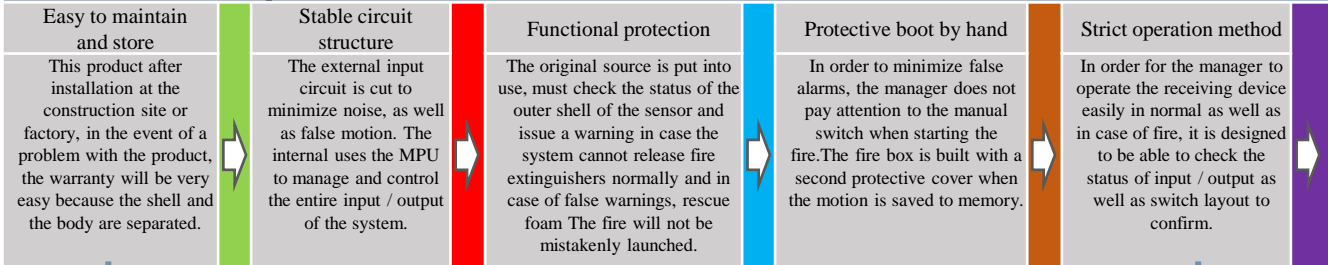 Easy to maintain
and store
This product after
installation at the
construction site or
factory, in the event of a
problem with the product,
the warranty will be very
easy because the shell and
the body are separated.
Stable circuit
structure
The external input
circuit is cut to
minimize noise, as well
as false motion. The
internal uses the MPU
to manage and control
the entire input / output
of the system.
Functional protection
The original source is put into
use, must check the status of the
outer shell of the sensor and
issue a warning in case the
system cannot release fire
extinguishers normally and in
case of false warnings, rescue
foam The fire will not be
mistakenly launched.
Protective boot by hand
In order to minimize false
alarms, the manager does not
pay attention to the manual
switch when starting the
fire.The fire box is built with a
second protective cover when
the motion is saved to memory.
Strict operation method
In order for the manager to
operate the receiving device
easily in normal as well as
in case of fire, it is designed
to be able to check the
status of input / output as
well as switch layout to
confirm.